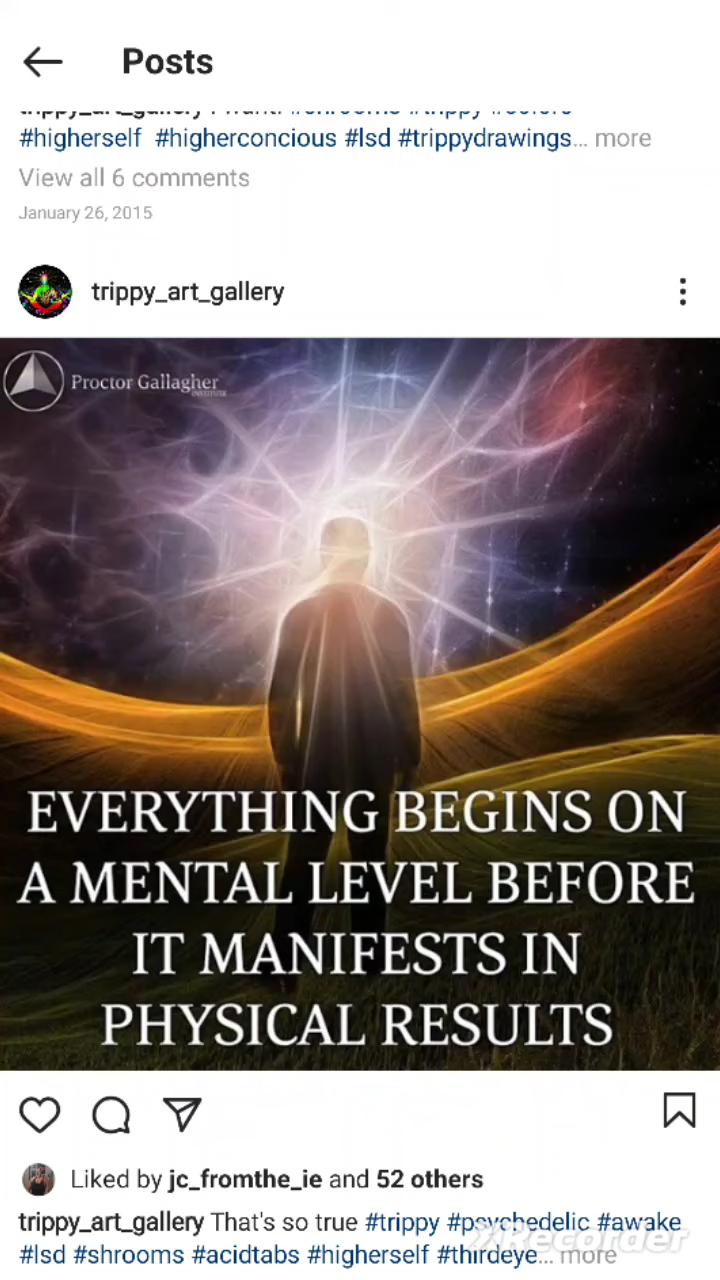 Posts
#higherself #higherconcious #lsd #trippydrawings... more
View all 6 comments
January 26, 2015
trippy_art_gallery
Proctor Gallagher
INSTITUTE
EVERYTHING BEGINS ON
A MENTAL LEVEL BEFORE
IT MANIFESTS IN
PHYSICAL RESULTS
Liked by jc_fromthe_ie and 52 others
trippy_art_gallery That's so true #trippy #psychedelic #awake
#lsd #shrooms #acidtabs #higherself #thirdeye... more
Recorder